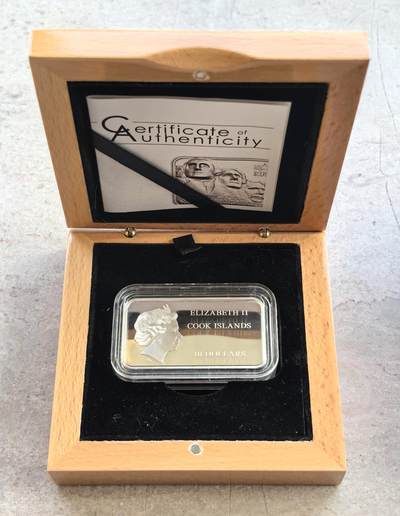 Certificate of
Authenticity
ELIZABETH II
COOK ISLANDS
10 DOLLARS